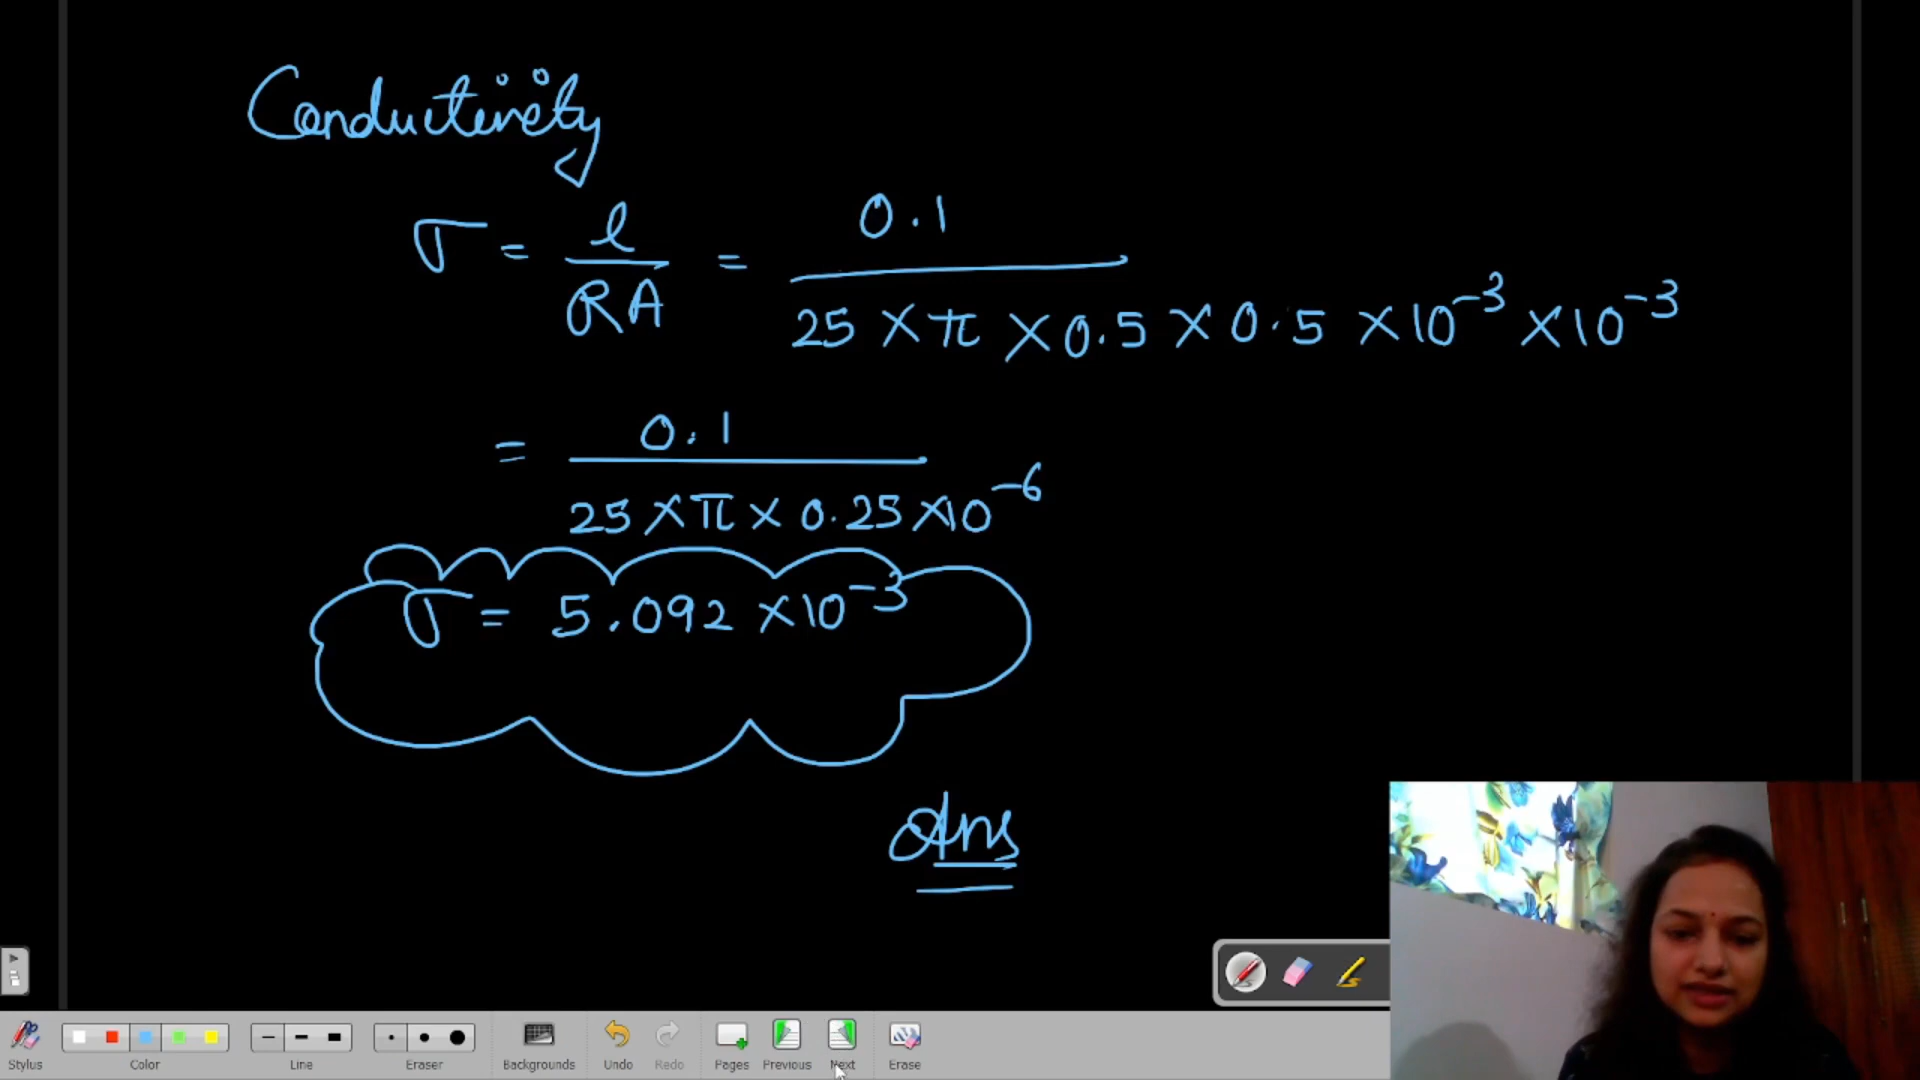 Conductivity
σ = l / RA = 0.1 / 25 × π × 0.5 × 0.5 × 10⁻³ × 10⁻³
= 0.1 / 25 × π × 0.25 × 10⁻⁶
σ = 5.092 × 10⁻³
Ans
Stylus Color Line Eraser Backgrounds Undo Redo Pages Previous Next Erase